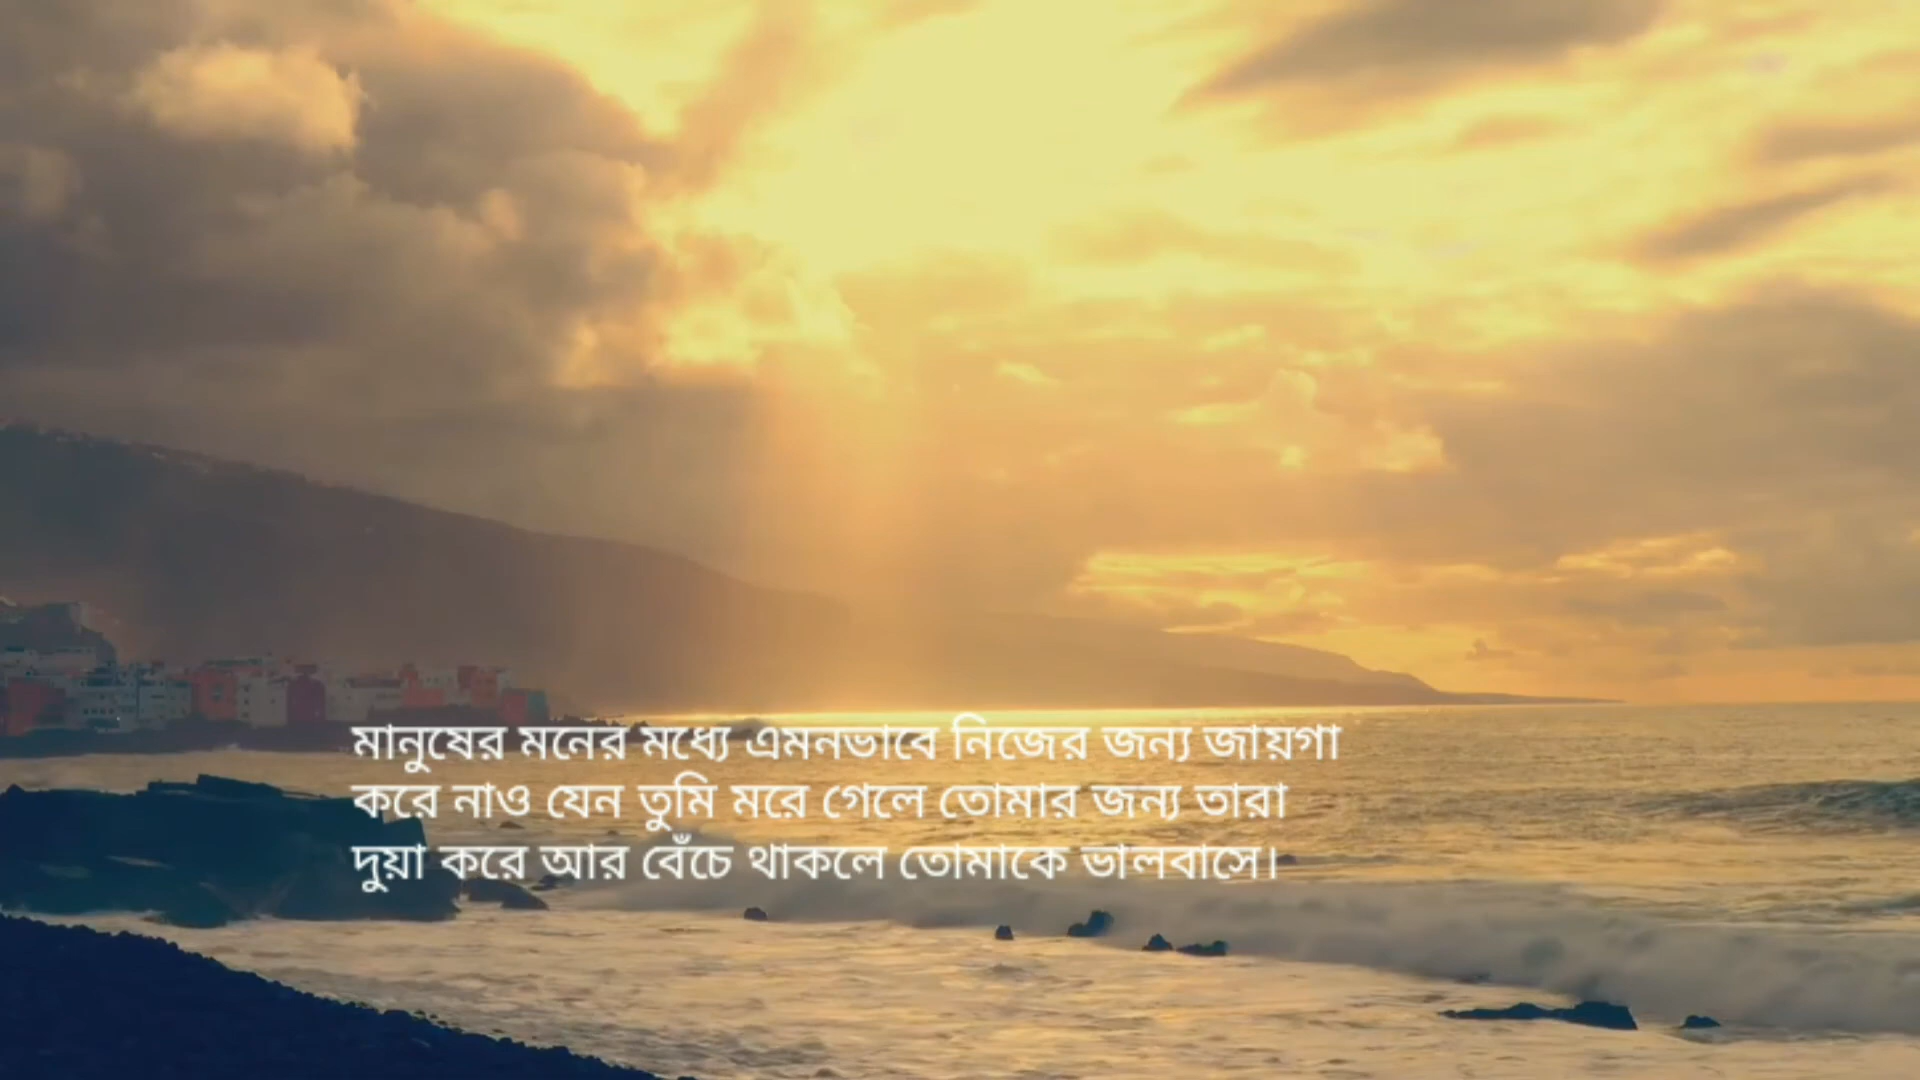 মানুষের মনের মধ্যে এমনভাবে নিজের জন্য জায়গা
করে নাও যেন তুমি মরে গেলে তোমার জন্য তারা
দুয়া করে আর বেঁচে থাকলে তোমাকে ভালবাসে।